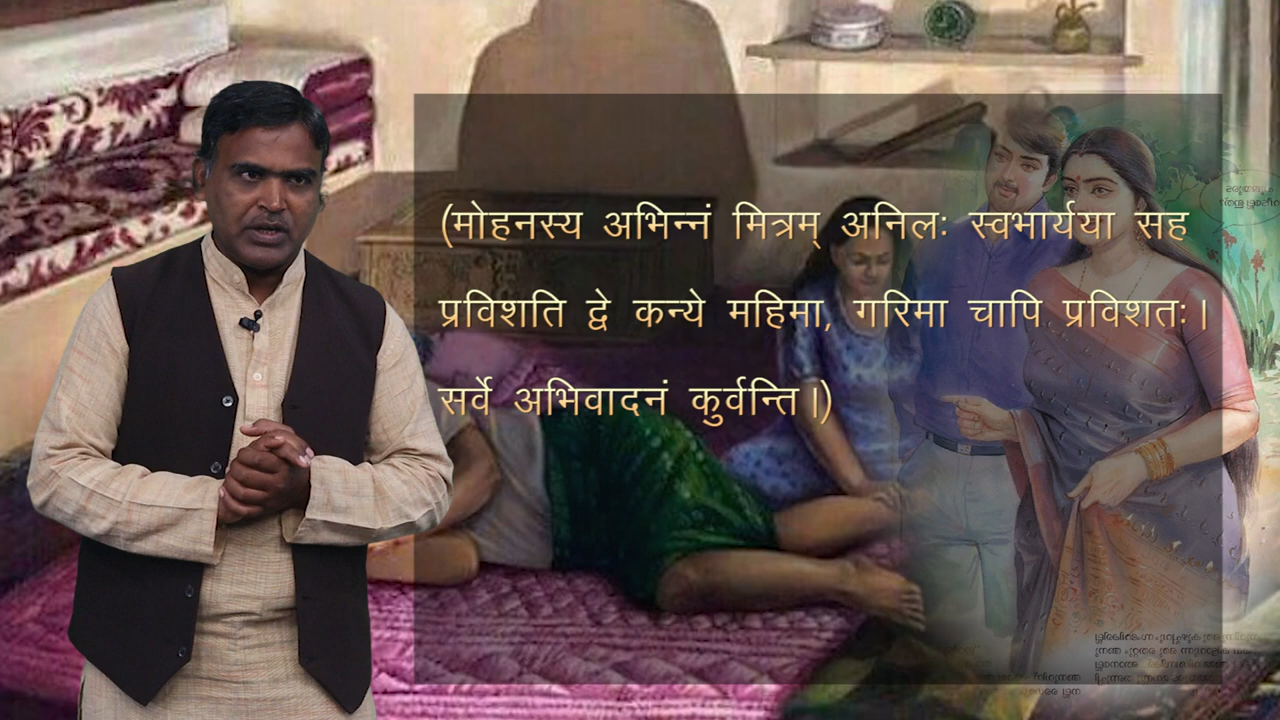 (मोहनस्य अभिन्नं मित्रम् अनिलः स्वभार्यया सह
प्रविशति द्वे कन्ये महिमा, गरिमा चापि प्रविशतः।
सर्वे अभिवादनं कुर्वन्ति।)